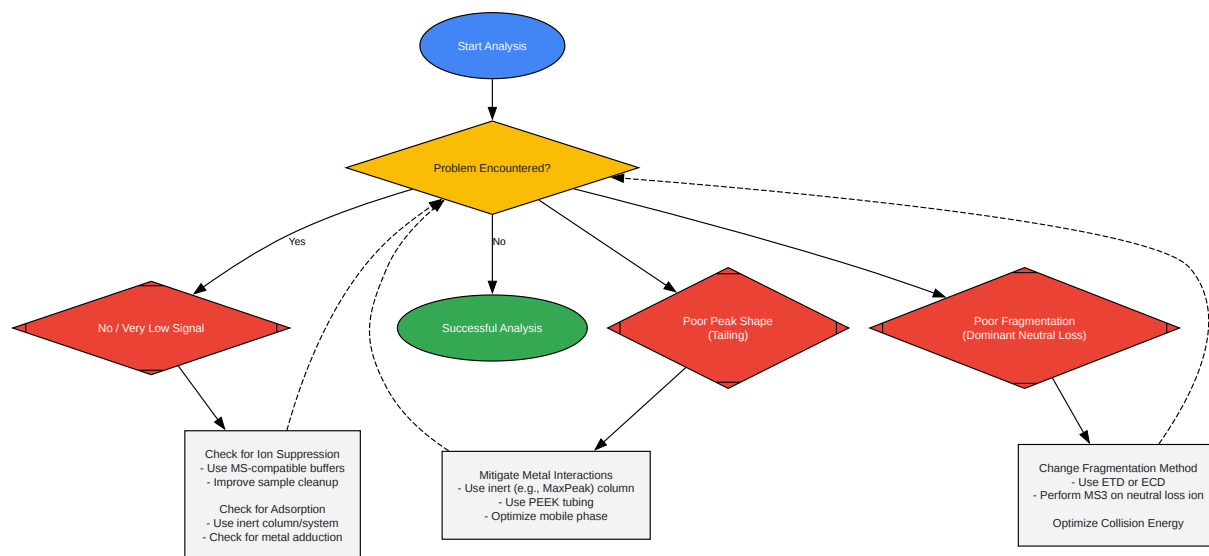 Start Analysis
Problem Encountered?
Yes
No
No / Very Low Signal
Successful Analysis
Poor Peak Shape
(Tailing)
Poor Fragmentation
(Dominant Neutral Loss)
Check for Ion Suppression
- Use MS-compatible buffers
- Improve sample cleanup
Check for Adsorption
- Use inert column/system
- Check for metal adduction
Mitigate Metal Interactions
- Use inert (e.g., MaxPeak) column
- Use PEEK tubing
- Optimize mobile phase
Change Fragmentation Method
- Use ETD or ECD
- Perform MS3 on neutral loss ion
Optimize Collision Energy